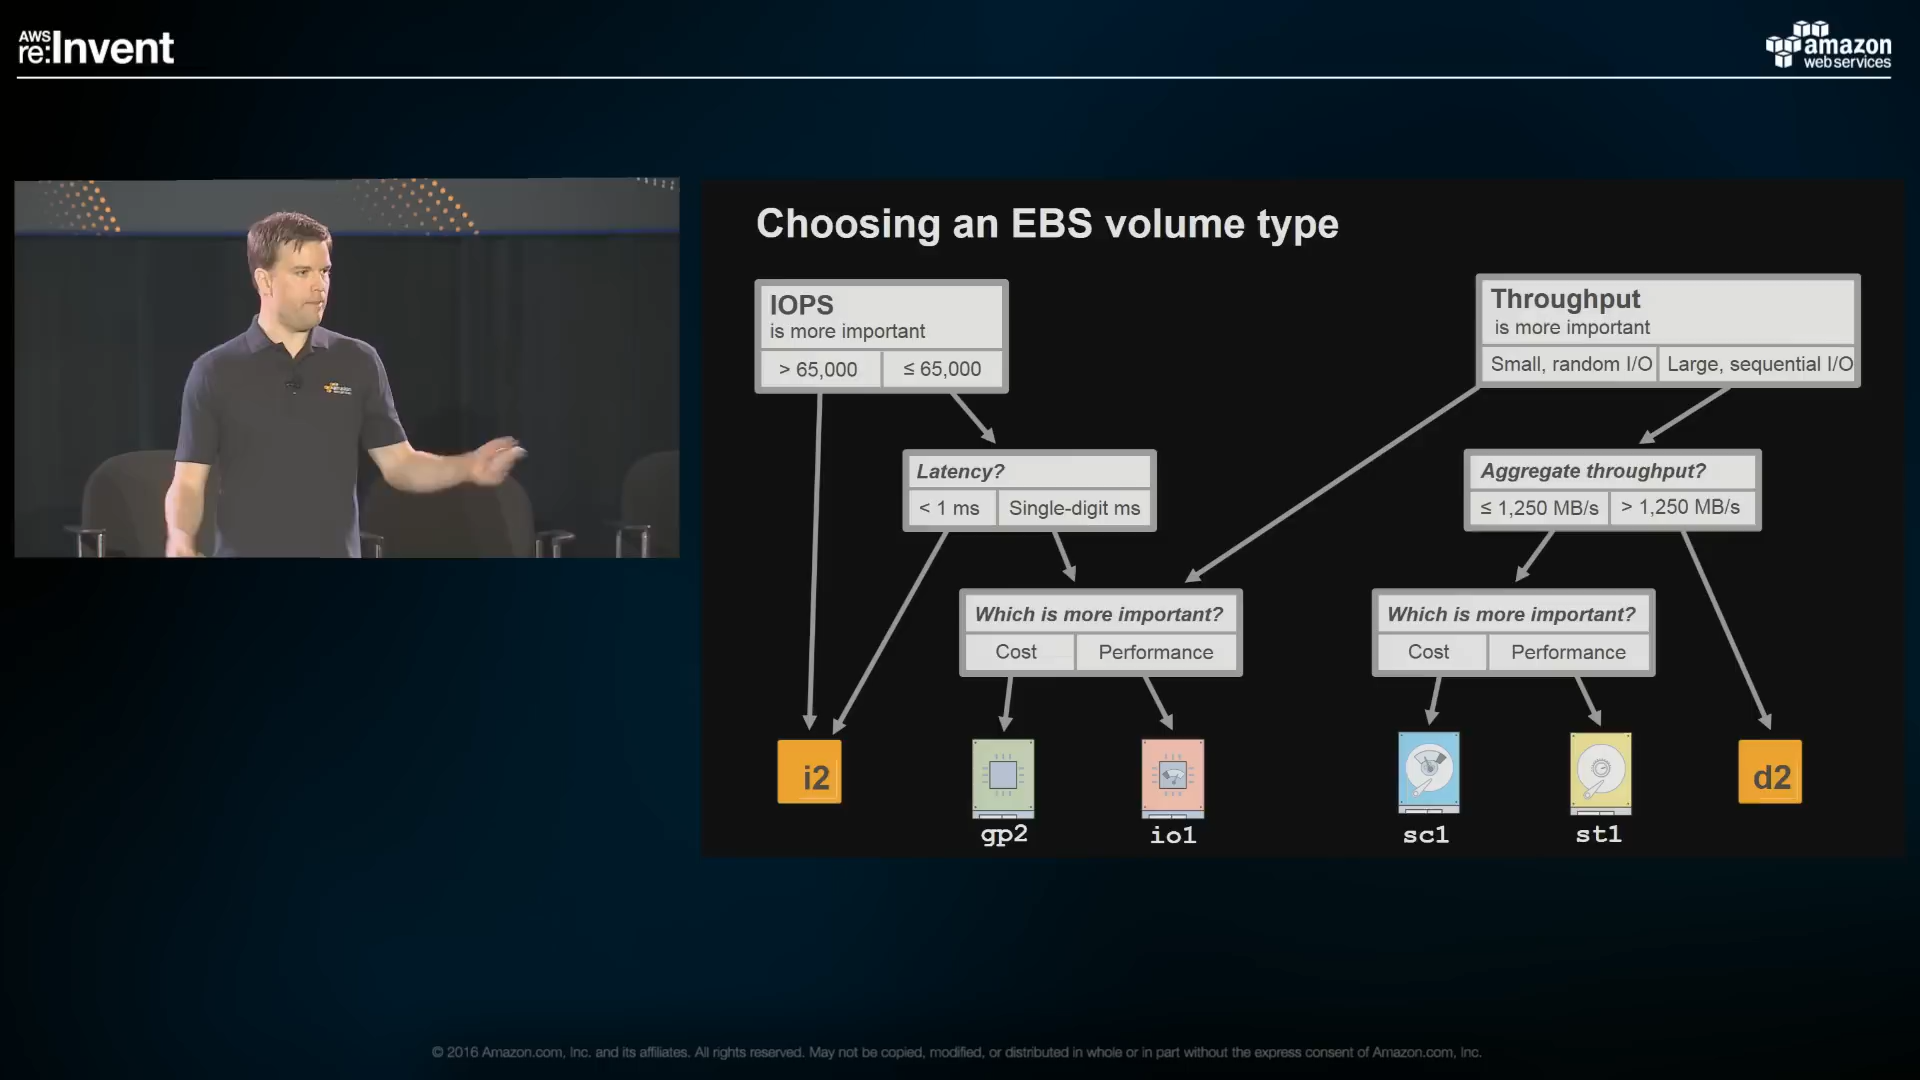 AWS
re:Invent
amazon
web services
Choosing an EBS volume type
IOPS
is more important
> 65,000
≤ 65,000
Throughput
is more important
Small, random I/O
Large, sequential I/O
Latency?
< 1 ms
Single-digit ms
Aggregate throughput?
≤ 1,250 MB/s
> 1,250 MB/s
Which is more important?
Cost
Performance
Which is more important?
Cost
Performance
i2
gp2
io1
sc1
st1
d2
© 2016 Amazon.com, Inc. and its affiliates. All rights reserved. May not be copied, modified, or distributed in whole or in part without the express consent of Amazon.com, Inc.